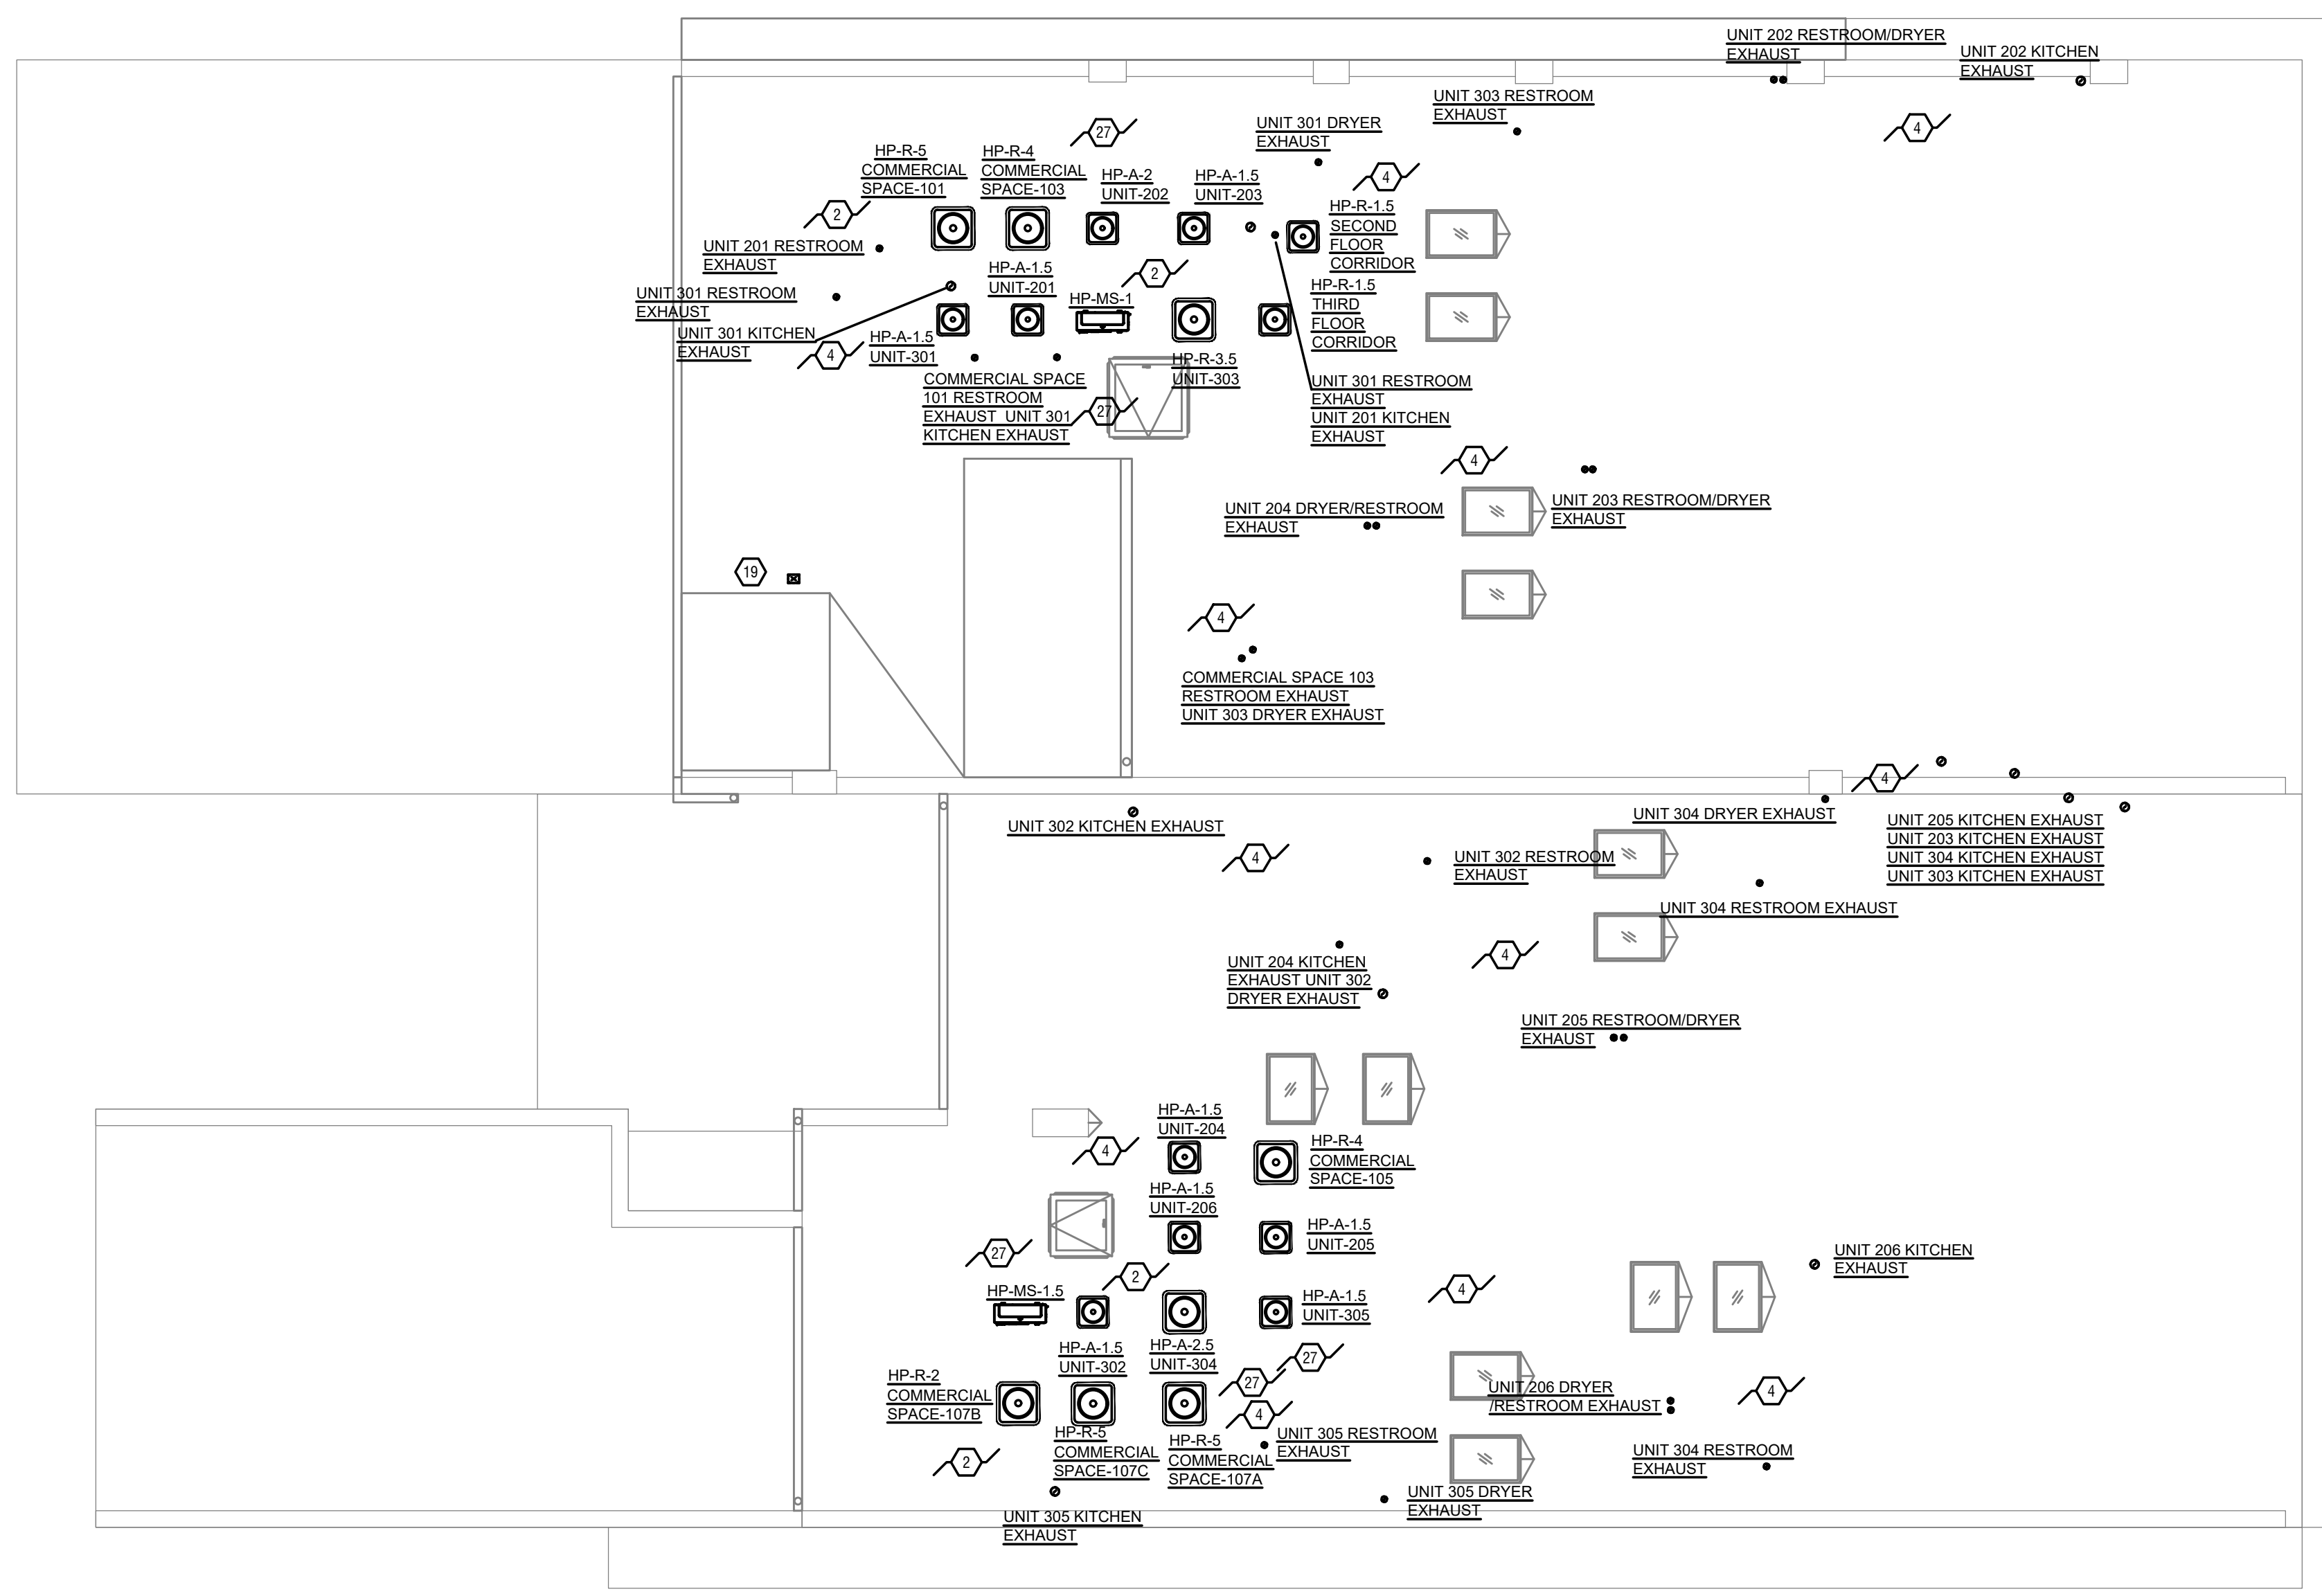 UNIT 202 RESTROOM/DRYER
EXHAUST
UNIT 202 KITCHEN
EXHAUST
UNIT 303 RESTROOM
EXHAUST
UNIT 301 DRYER
EXHAUST
27
4
4
HP-R-5
COMMERCIAL
SPACE-101
HP-R-4
COMMERCIAL
SPACE-103
HP-A-2
UNIT-202
HP-A-1.5
UNIT-203
HP-R-1.5
SECOND
FLOOR
CORRIDOR
2
UNIT 201 RESTROOM
EXHAUST
HP-A-1.5
UNIT-201
2
HP-MS-1
HP-R-1.5
THIRD
FLOOR
CORRIDOR
UNIT 301 RESTROOM
EXHAUST
UNIT 301 KITCHEN
EXHAUST
4
HP-A-1.5
UNIT-301
HP-R-3.5
UNIT-303
COMMERCIAL SPACE
101 RESTROOM
EXHAUST UNIT 301
KITCHEN EXHAUST
27
UNIT 301 RESTROOM
EXHAUST
UNIT 201 KITCHEN
EXHAUST
4
UNIT 204 DRYER/RESTROOM
EXHAUST
UNIT 203 RESTROOM/DRYER
EXHAUST
19
4
COMMERCIAL SPACE 103
RESTROOM EXHAUST
UNIT 303 DRYER EXHAUST
4
UNIT 302 KITCHEN EXHAUST
UNIT 304 DRYER EXHAUST
UNIT 205 KITCHEN EXHAUST
UNIT 203 KITCHEN EXHAUST
UNIT 304 KITCHEN EXHAUST
UNIT 303 KITCHEN EXHAUST
4
UNIT 302 RESTROOM
EXHAUST
UNIT 304 RESTROOM EXHAUST
4
UNIT 204 KITCHEN
EXHAUST UNIT 302
DRYER EXHAUST
UNIT 205 RESTROOM/DRYER
EXHAUST
HP-A-1.5
UNIT-204
4
HP-R-4
COMMERCIAL
SPACE-105
HP-A-1.5
UNIT-206
HP-A-1.5
UNIT-205
27
2
UNIT 206 KITCHEN
EXHAUST
HP-MS-1.5
4
HP-A-1.5
UNIT-305
HP-A-1.5
UNIT-302
HP-A-2.5
UNIT-304
27
27
HP-R-2
COMMERCIAL
SPACE-107B
UNIT 206 DRYER
/RESTROOM EXHAUST
4
4
HP-R-5
COMMERCIAL
SPACE-107C
HP-R-5
COMMERCIAL
SPACE-107A
UNIT 305 RESTROOM
EXHAUST
2
UNIT 304 RESTROOM
EXHAUST
UNIT 305 DRYER
EXHAUST
UNIT 305 KITCHEN
EXHAUST